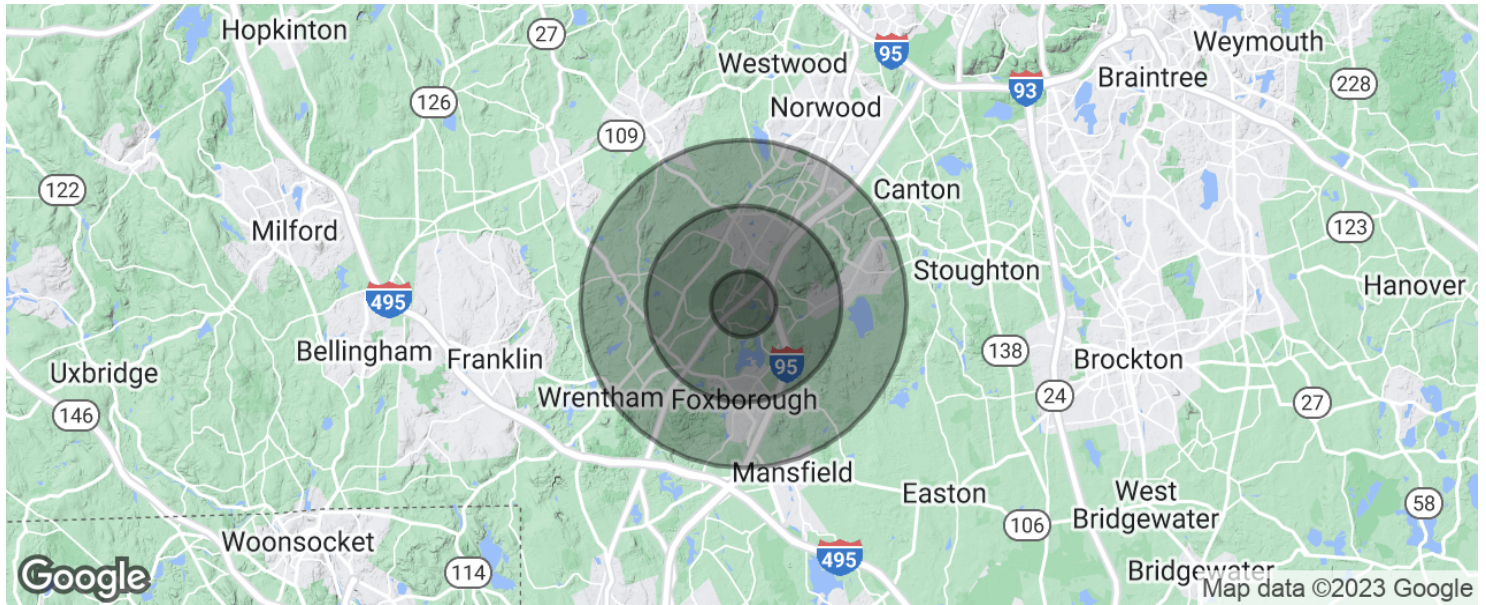 Hopkinton
27
95
Westwood
Weymouth
93
Braintree
228
126
Norwood
109
122
Canton
Milford
123
Stoughton
Hanover
495
Bellingham
Franklin
138
Brockton
95
Uxbridge
Wrentham
Foxborough
24
27
146
Mansfield
Easton
West
Bridgewater
58
106
Woonsocket
495
114
Bridgewater
Google
Map data ©2023 Google